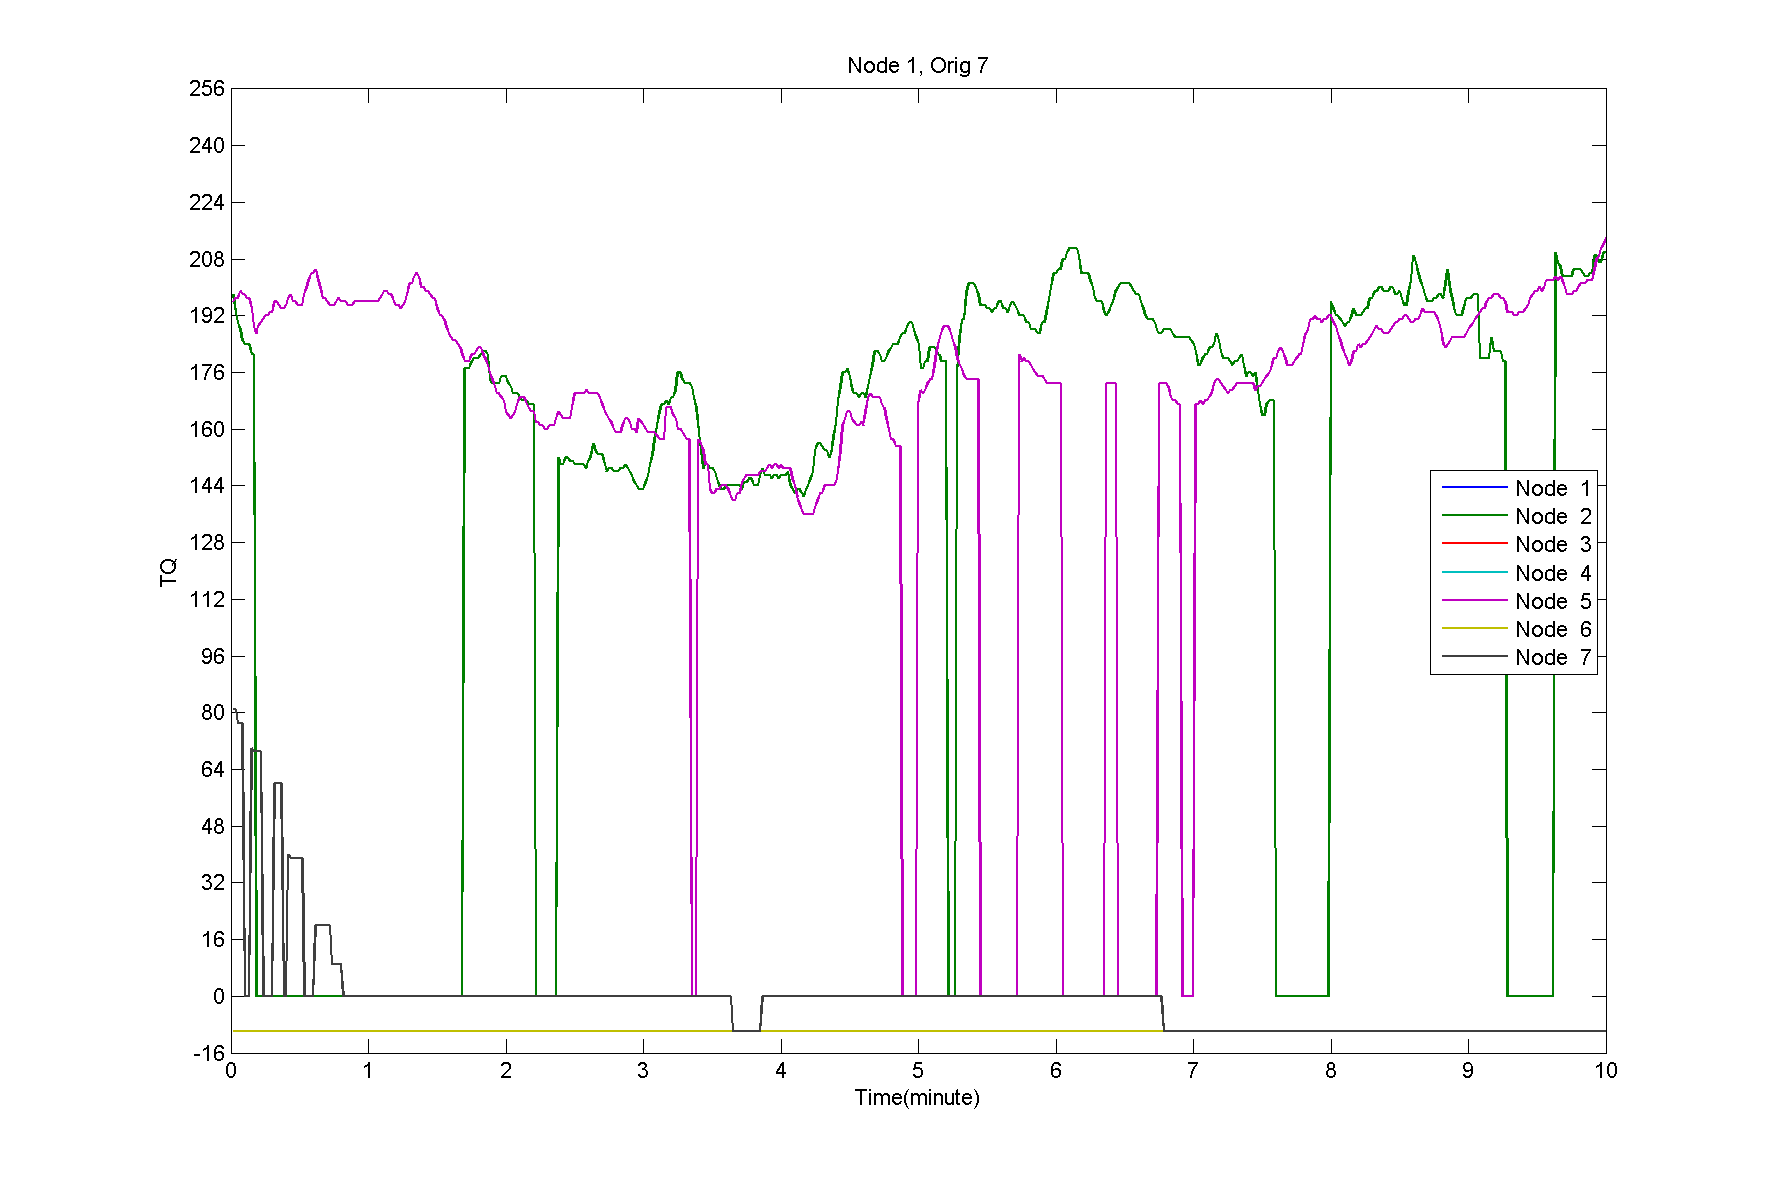 Node 1, Orig 7
256
240
224
208
192
176
160
144
128
112
96
80
64
48
32
16
0
-16
TQ
0 1 2 3 4 5 6 7 8 9 10
Time(minute)
Node 1
Node 2
Node 3
Node 4
Node 5
Node 6
Node 7